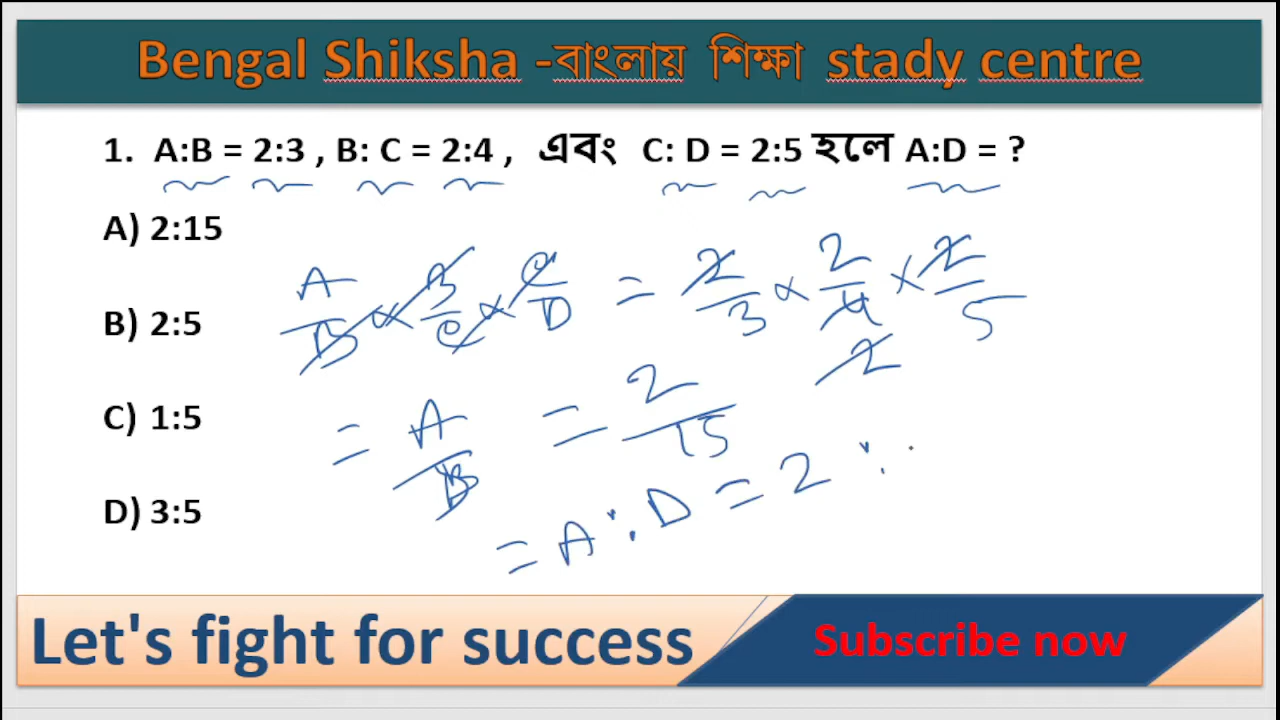 Bengal Shiksha -বাংলায় শিক্ষা stady centre
1. A:B = 2:3 , B: C = 2:4 , এবং C: D = 2:5 হলে A:D = ?
A) 2:15
A/B × B/C × C/D = 2/3 × 2/4 × 2/5
2
B) 2:5
C) 1:5
= A/B = 2/15
D) 3:5
= A:D = 2 :
Let's fight for success
Subscribe now